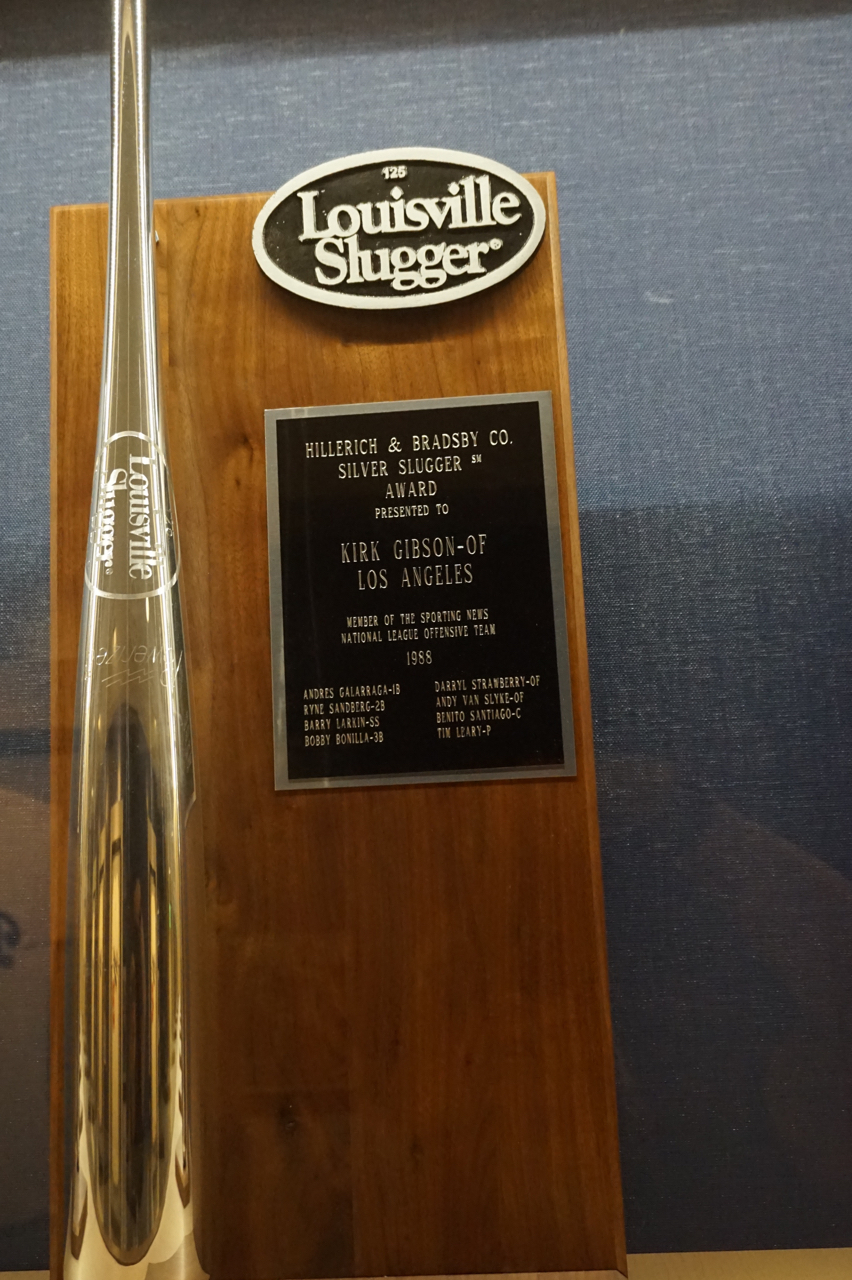 125
Louisville
Slugger®
HILLERICH & BRADSBY CO.
SILVER SLUGGER SM
AWARD
PRESENTED TO
KIRK GIBSON-OF
LOS ANGELES
MEMBER OF THE SPORTING NEWS
NATIONAL LEAGUE OFFENSIVE TEAM
1988
ANDRES GALARRAGA-1B
RYNE SANDBERG-2B
BARRY LARKIN-SS
BOBBY BONILLA-3B
DARRYL STRAWBERRY-OF
ANDY VAN SLYKE-OF
BENITO SANTIAGO-C
TIM LEARY-P
Louisville
Slugger®